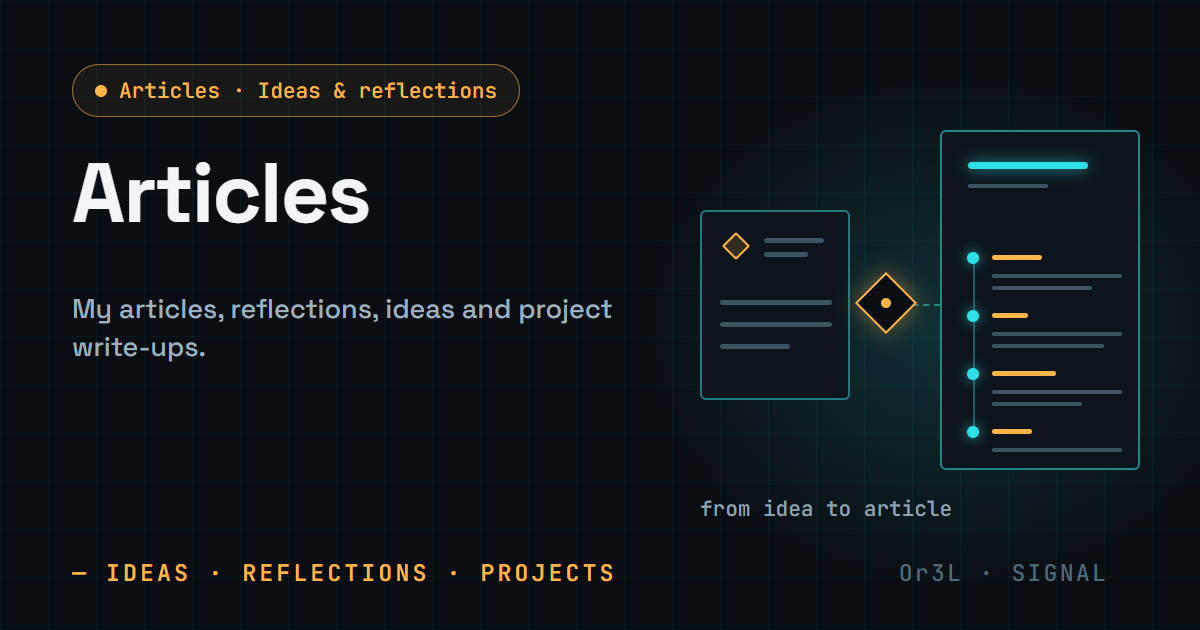 Articles · Ideas & reflections
Articles
My articles, reflections, ideas and project
write-ups.
from idea to article
— IDEAS · REFLECTIONS · PROJECTS
Or3L · SIGNAL